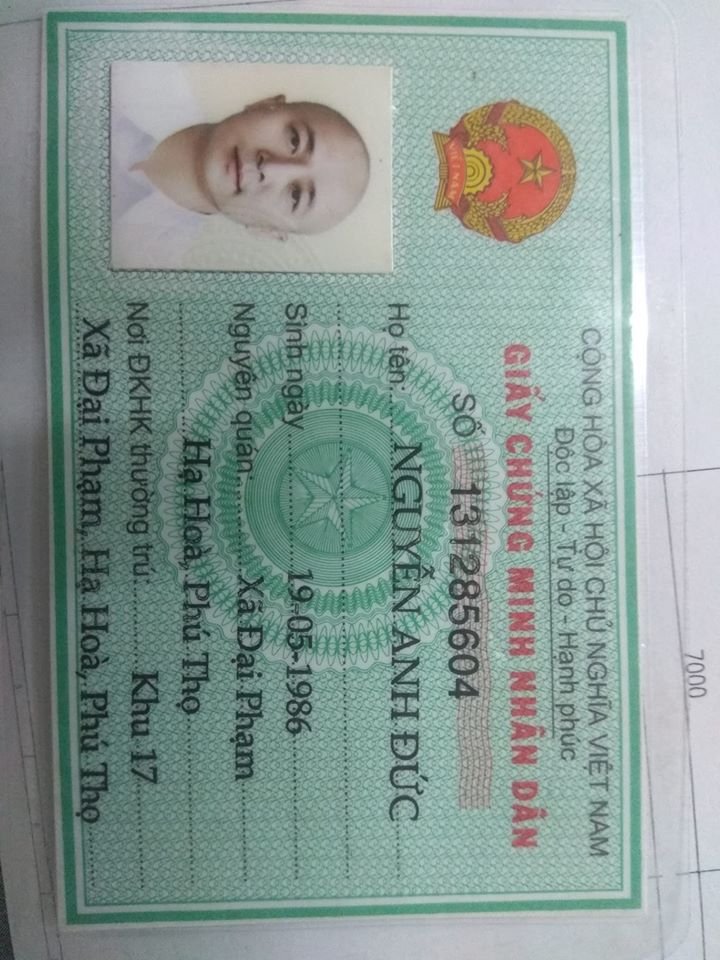 7000
CỘNG HÒA XÃ HỘI CHỦ NGHĨA VIỆT NAM
Độc lập - Tự do - Hạnh phúc
GIẤY CHỨNG MINH NHÂN DÂN
SỐ 131285604
Họ tên: NGUYỄN ANH ĐỨC
Sinh ngày 19-05-1986
Nguyên quán: Xã Đại Phạm
Hạ Hoà, Phú Thọ
Nơi ĐKHK thường trú: Khu 17
Xã Đại Phạm, Hạ Hoà, Phú Thọ
VIỆT NAM